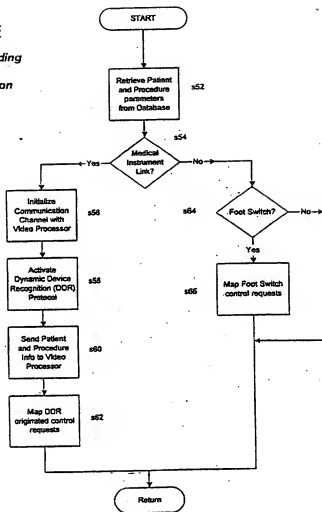 E
ding
on
START
Retrieve Patient
and Procedure
parameters
from Database
s52
s54
Medical
Instrument
Link?
Yes
No
Initialize
Communication
Channel with
Video Processor
s56
s64
Foot Switch?
No
Yes
Activate
Dynamic Device
Recognition (DDR)
Protocol
s58
Map Foot Switch
control requests
s66
Send Patient
and Procedure
Info to Video
Processor
s60
Map DDR
originated control
requests
s62
Return